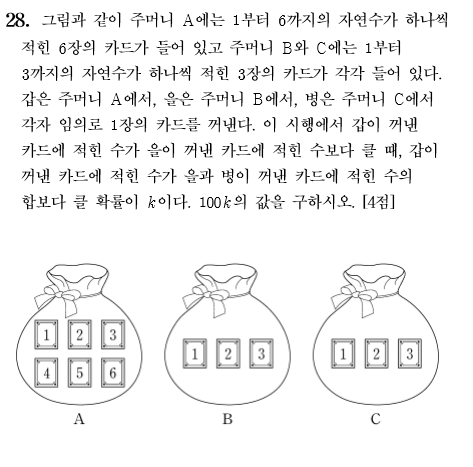 28. 그림과 같이 주머니 A에는 1부터 6까지의 자연수가 하나씩
적힌 6장의 카드가 들어 있고 주머니 B와 C에는 1부터
3까지의 자연수가 하나씩 적힌 3장의 카드가 각각 들어 있다.
갑은 주머니 A에서, 을은 주머니 B에서, 병은 주머니 C에서
각자 임의로 1장의 카드를 꺼낸다. 이 시행에서 갑이 꺼낸
카드에 적힌 수가 을이 꺼낸 카드에 적힌 수보다 클 때, 갑이
꺼낸 카드에 적힌 수가 을과 병이 꺼낸 카드에 적힌 수의
합보다 클 확률이 k이다. 100k의 값을 구하시오. [4점]
1 2 3 1 2 3 1 2 3
4 5 6
A B C